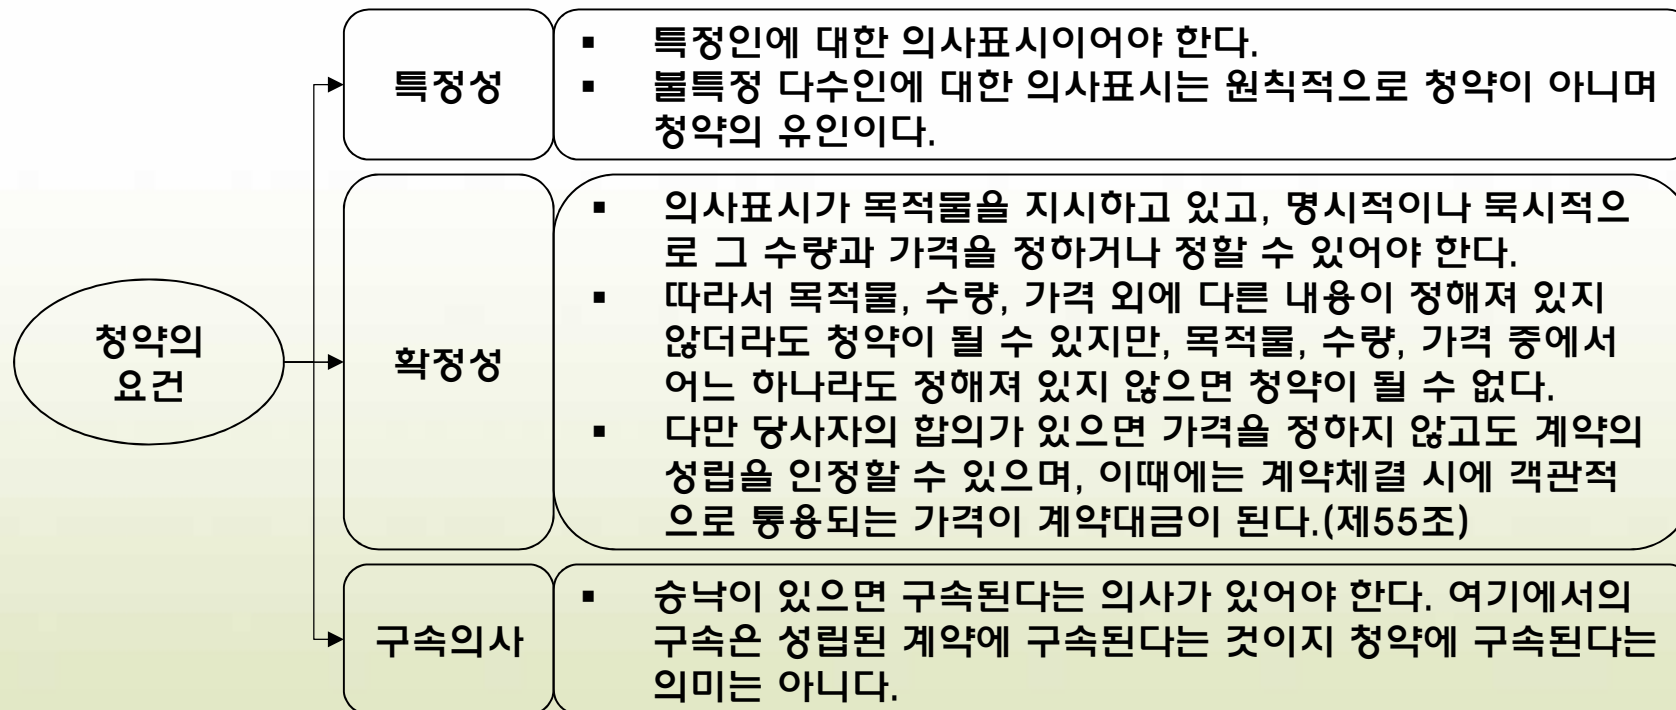 특정성
▪ 특정인에 대한 의사표시이어야 한다.
▪ 불특정 다수인에 대한 의사표시는 원칙적으로 청약이 아니며
청약의 유인이다.
청약의
요건
확정성
▪ 의사표시가 목적물을 지시하고 있고, 명시적이나 묵시적으
로 그 수량과 가격을 정하거나 정할 수 있어야 한다.
▪ 따라서 목적물, 수량, 가격 외에 다른 내용이 정해져 있지
않더라도 청약이 될 수 있지만, 목적물, 수량, 가격 중에서
어느 하나라도 정해져 있지 않으면 청약이 될 수 없다.
▪ 다만 당사자의 합의가 있으면 가격을 정하지 않고도 계약의
성립을 인정할 수 있으며, 이때에는 계약체결 시에 객관적
으로 통용되는 가격이 계약대금이 된다.(제55조)
구속의사
▪ 승낙이 있으면 구속된다는 의사가 있어야 한다. 여기에서의
구속은 성립된 계약에 구속된다는 것이지 청약에 구속된다는
의미는 아니다.